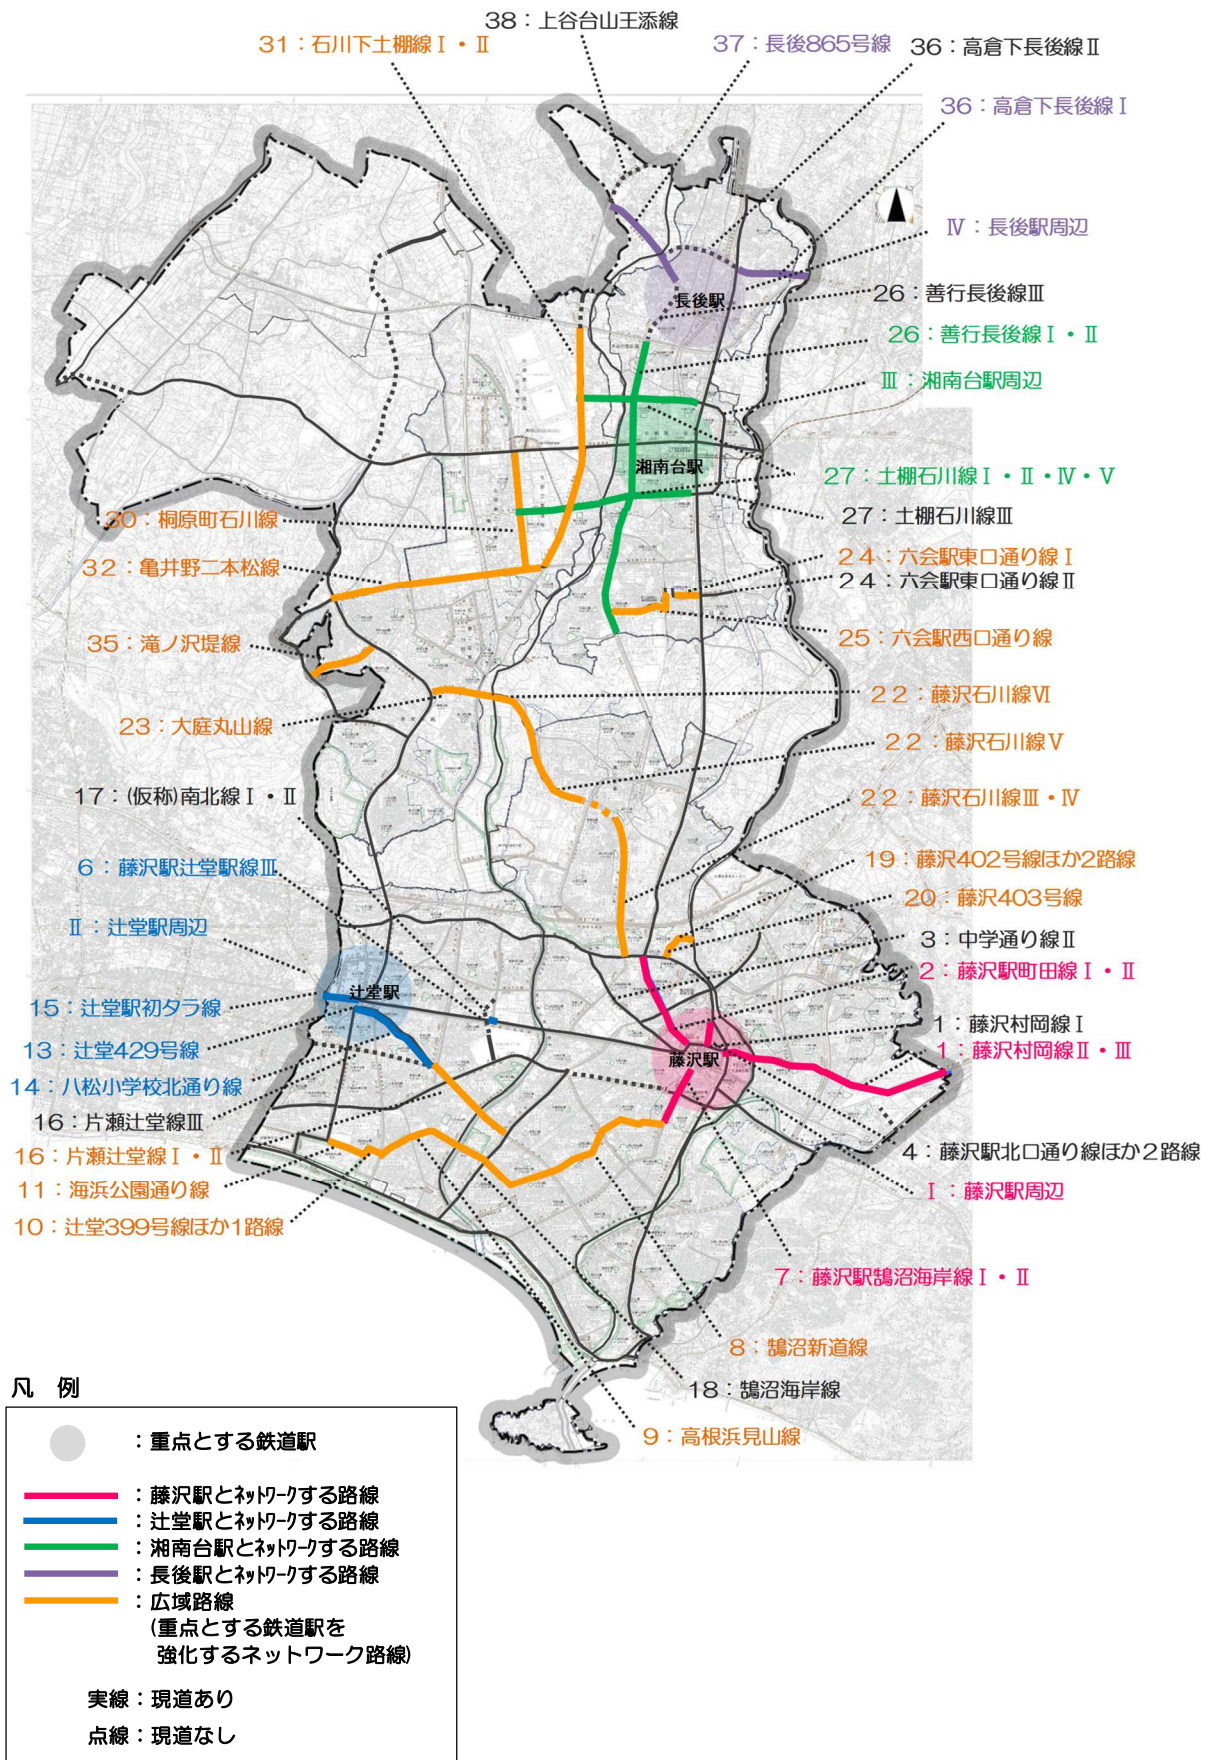 38：上谷台山王添線
31：石川下土棚線Ⅰ・Ⅱ
37：長後865号線
36：高倉下長後線Ⅱ
36：高倉下長後線Ⅰ
Ⅳ：長後駅周辺
長後駅
26：善行長後線Ⅲ
26：善行長後線Ⅰ・Ⅱ
Ⅲ：湘南台駅周辺
湘南台駅
27：土棚石川線Ⅰ・Ⅱ・Ⅳ・Ⅴ
27：土棚石川線Ⅲ
30：桐原町石川線
24：六会駅東口通り線Ⅰ
32：亀井野二本松線
24：六会駅東口通り線Ⅱ
35：滝ノ沢堤線
25：六会駅西口通り線
22：藤沢石川線Ⅵ
23：大庭丸山線
22：藤沢石川線Ⅴ
17：(仮称)南北線Ⅰ・Ⅱ
22：藤沢石川線Ⅲ・Ⅳ
6：藤沢駅辻堂駅線Ⅲ
19：藤沢402号線ほか2路線
20：藤沢403号線
Ⅱ：辻堂駅周辺
3：中学通り線Ⅱ
2：藤沢駅町田線Ⅰ・Ⅱ
辻堂駅
15：辻堂駅初タラ線
1：藤沢村岡線Ⅰ
13：辻堂429号線
1：藤沢村岡線Ⅱ・Ⅲ
藤沢駅
14：八松小学校北通り線
16：片瀬辻堂線Ⅲ
4：藤沢駅北口通り線ほか2路線
16：片瀬辻堂線Ⅰ・Ⅱ
11：海浜公園通り線
Ⅰ：藤沢駅周辺
10：辻堂399号線ほか1路線
7：藤沢駅鵠沼海岸線Ⅰ・Ⅱ
8：鵠沼新道線
18：鵠沼海岸線
9：高根浜見山線
凡　例
：重点とする鉄道駅
：藤沢駅とﾈｯﾄﾜｰｸする路線
：辻堂駅とﾈｯﾄﾜｰｸする路線
：湘南台駅とﾈｯﾄﾜｰｸする路線
：長後駅とﾈｯﾄﾜｰｸする路線
：広域路線
(重点とする鉄道駅を
強化するネットワーク路線)
実線：現道あり
点線：現道なし